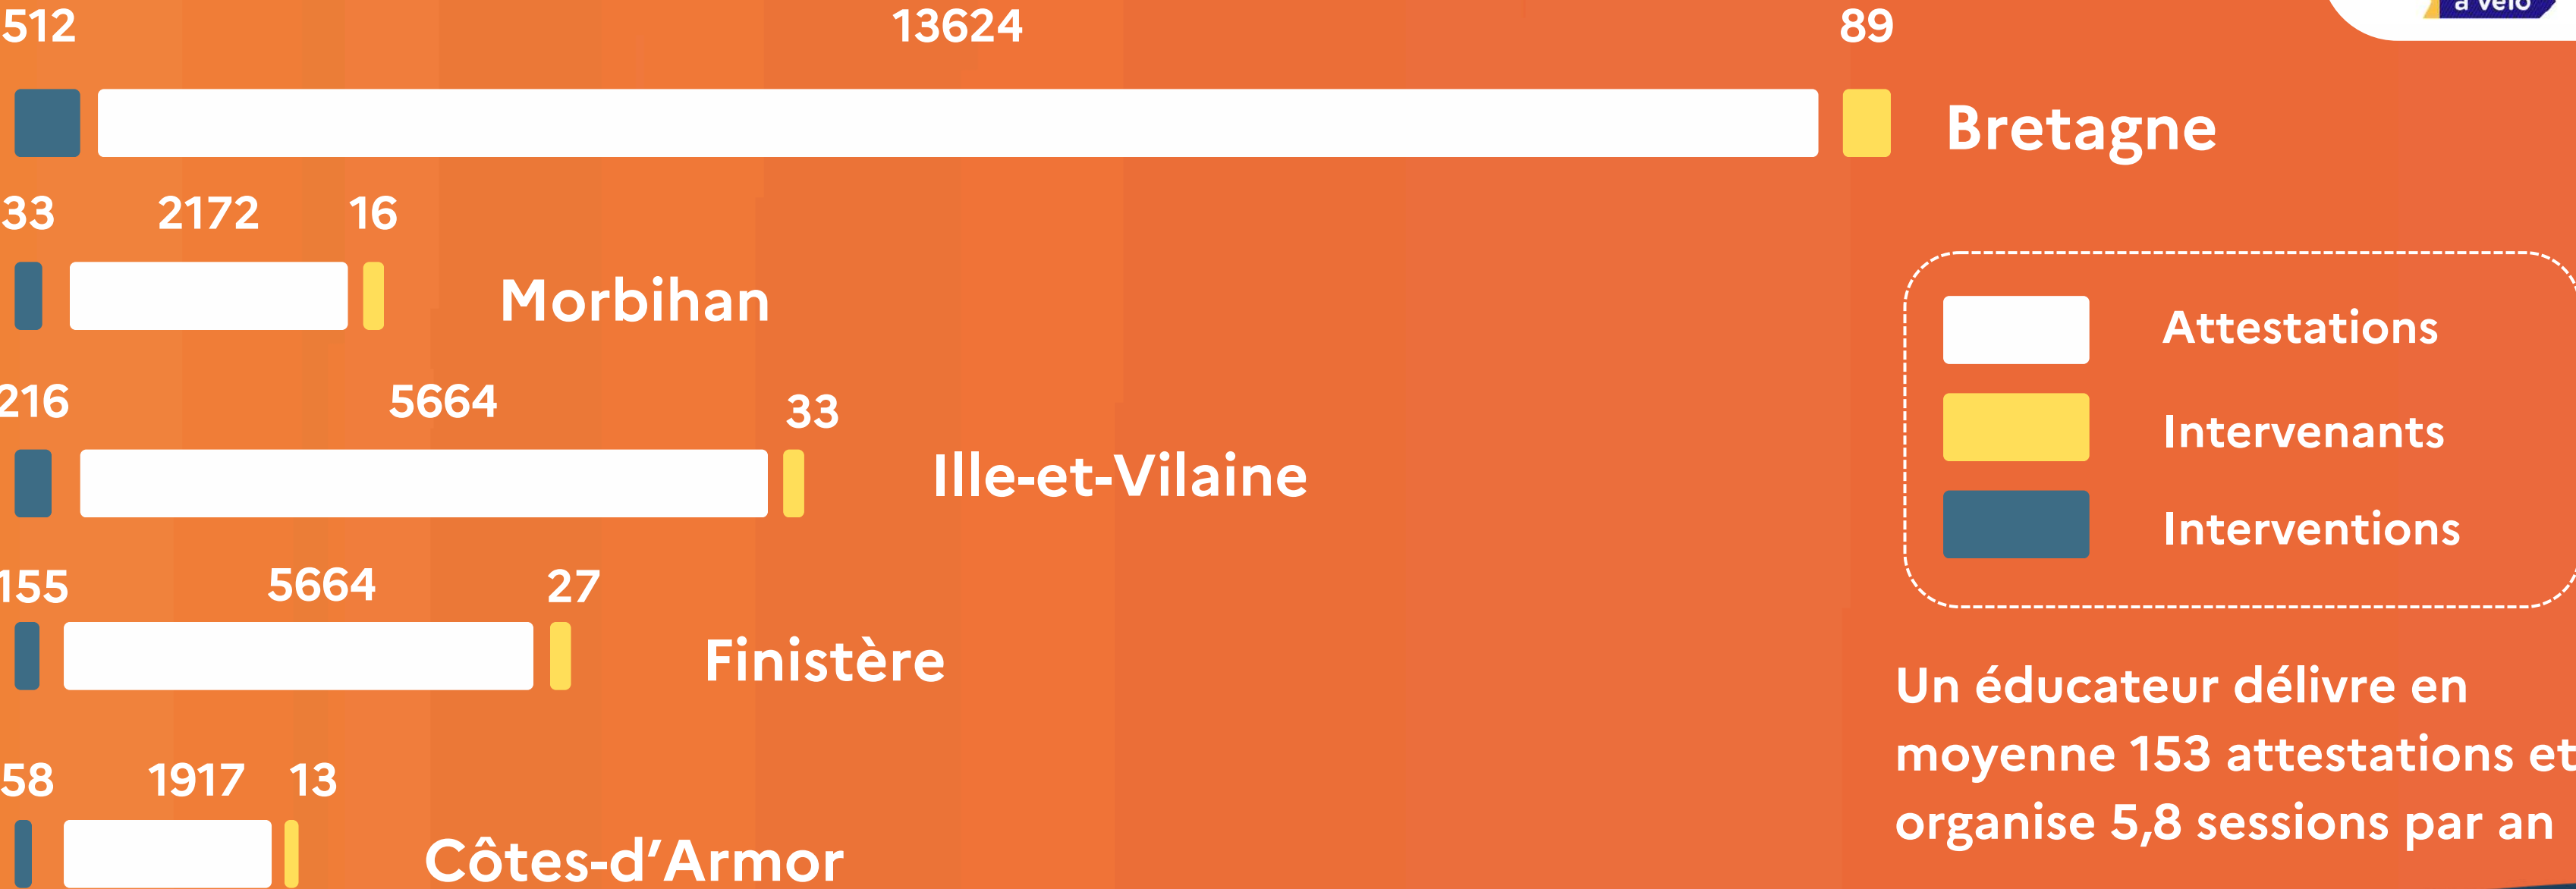 512 13624 89
à vélo
Bretagne
33 2172 16
Morbihan
216 5664 33
Ille-et-Vilaine
155 5664 27
Finistère
58 1917 13
Côtes-d'Armor
Attestations
Intervenants
Interventions
Un éducateur délivre en
moyenne 153 attestations et
organise 5,8 sessions par an